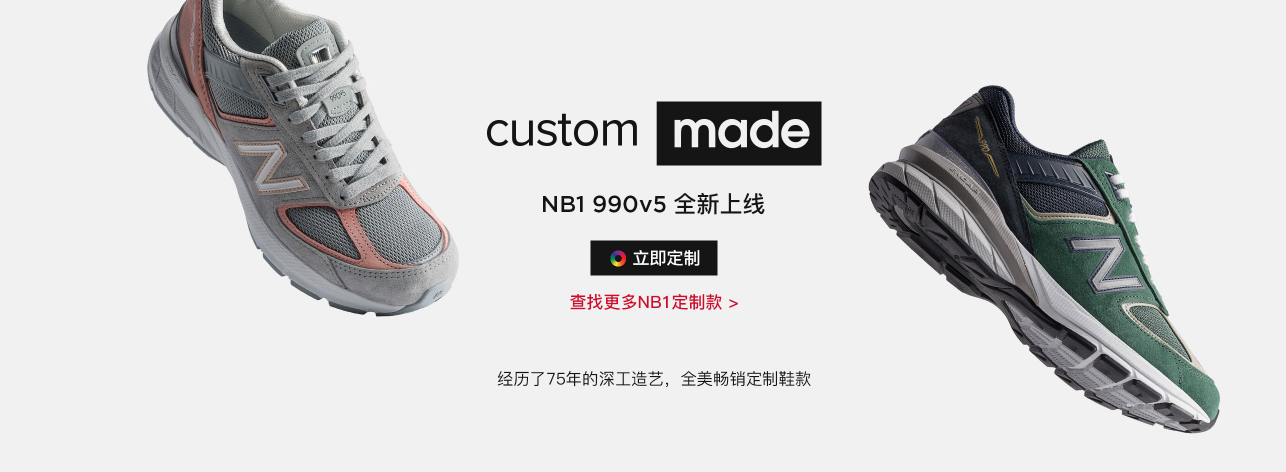 custom made
NB1 990v5 全新上线
立即定制
查找更多NB1定制款 >
经历了75年的深工造艺，全美畅销定制鞋款
N
990
N